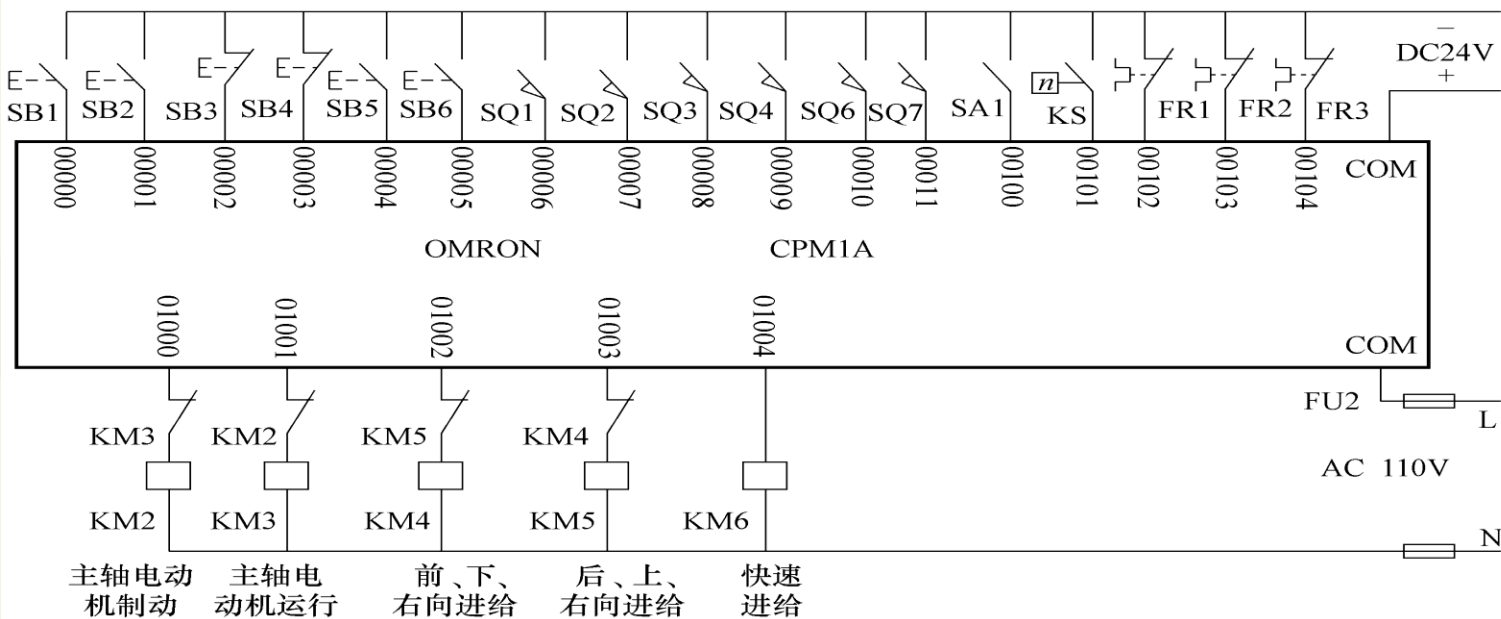 DC24V
−
+
SB1 SB2 SB3 SB4 SB5 SB6 SQ1 SQ2 SQ3 SQ4 SQ6 SQ7 SA1 n KS FR1 FR2 FR3
00000 00001 00002 00003 00004 00005 00006 00007 00008 00009 00010 00011 00100 00101 00102 00103 00104 COM
OMRON CPM1A
01000 01001 01002 01003 01004 COM
FU2 L
KM3 KM2 KM5 KM4
AC 110V
KM2 KM3 KM4 KM5 KM6
N
主轴电动 主轴电 前、下、 后、上、 快速
机制动 动机运行 右向进给 右向进给 进给